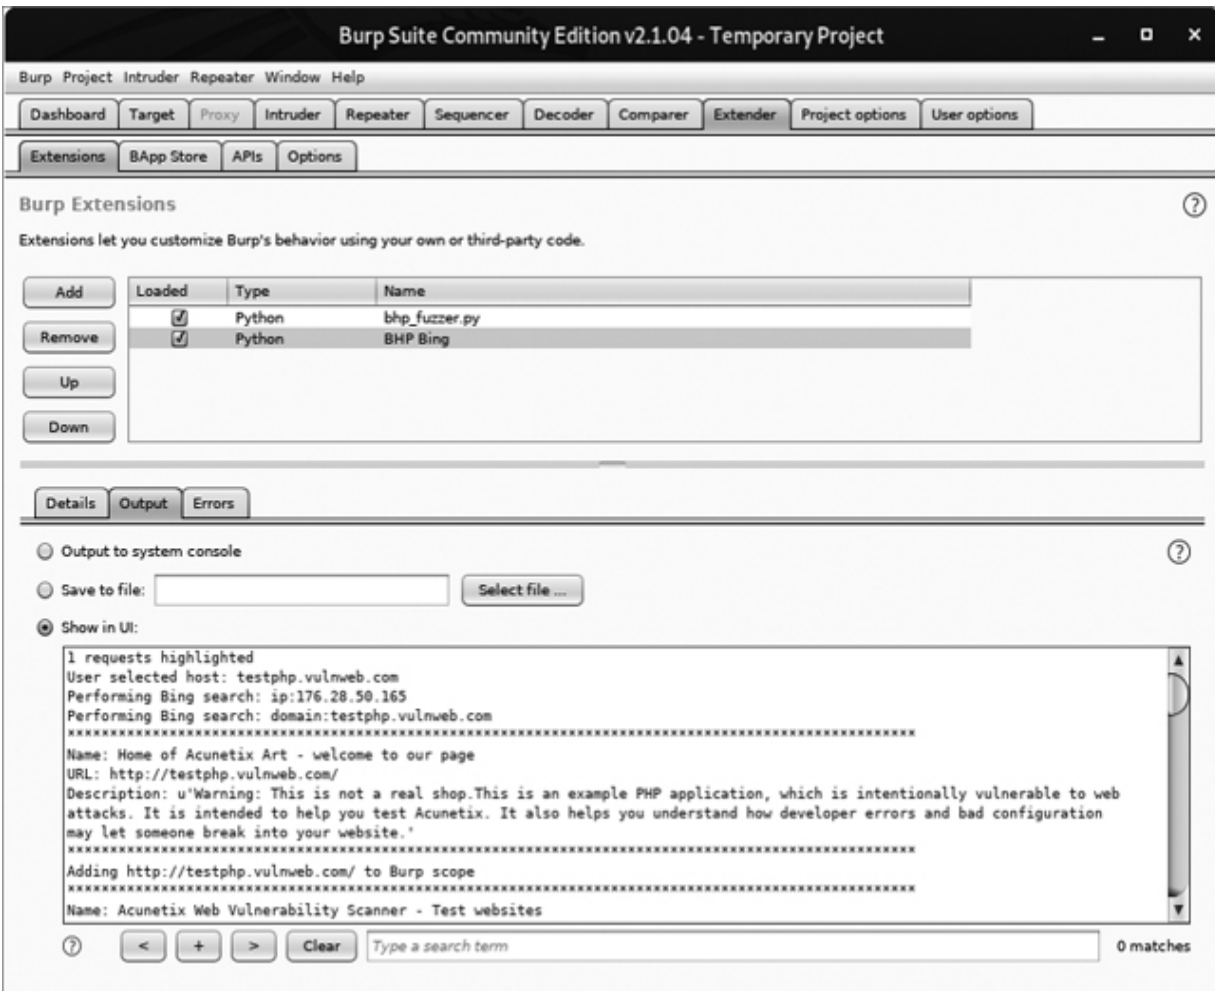 Burp Suite Community Edition v2.1.04 - Temporary Project
Burp Project Intruder Repeater Window Help
Dashboard Target Proxy Intruder Repeater Sequencer Decoder Comparer Extender Project options User options
Extensions BApp Store APIs Options
Burp Extensions
Extensions let you customize Burp's behavior using your own or third-party code.
Add
Remove
Up
Down
Loaded Type Name
Python bhp_fuzzer.py
Python BHP Bing
Details Output Errors
Output to system console
Save to file: Select file ...
Show in UI:
1 requests highlighted
User selected host: testphp.vulnweb.com
Performing Bing search: ip:176.28.50.165
Performing Bing search: domain:testphp.vulnweb.com
****************************************************************************************************
Name: Home of Acunetix Art - welcome to our page
URL: http://testphp.vulnweb.com/
Description: u'Warning: This is not a real shop.This is an example PHP application, which is intentionally vulnerable to web
attacks. It is intended to help you test Acunetix. It also helps you understand how developer errors and bad configuration
may let someone break into your website.'
****************************************************************************************************
Adding http://testphp.vulnweb.com/ to Burp scope
****************************************************************************************************
Name: Acunetix Web Vulnerability Scanner - Test websites
? < + > Clear Type a search term 0 matches